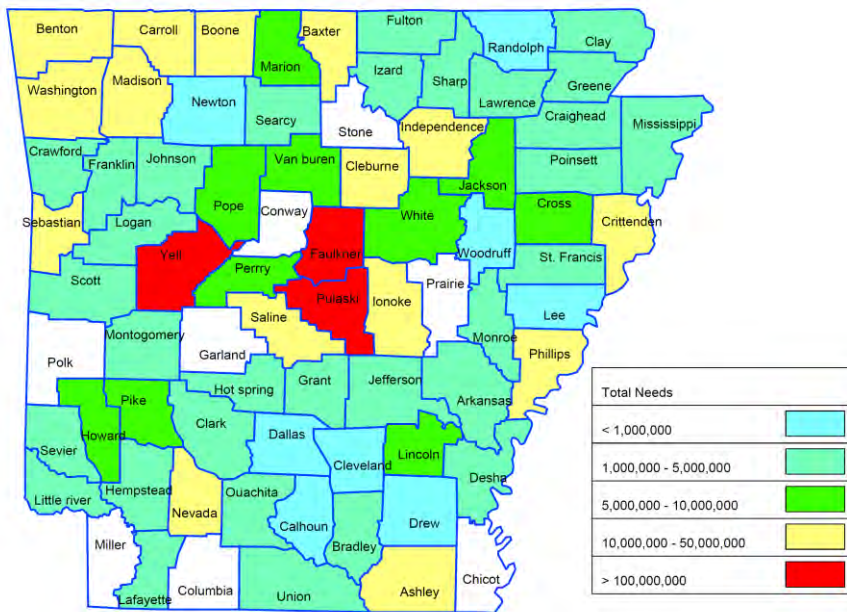 Benton
Carroll
Boone
Baxter
Fulton
Randolph
Clay
Marion
Washington
Madison
Izard
Sharp
Greene
Newton
Searcy
Lawrence
Stone
Independence
Craighead
Mississippi
Crawford
Franklin
Johnson
Van buren
Cleburne
Poinsett
Jackson
Sebastian
Logan
Pope
Conway
White
Cross
Crittenden
Yell
Faulkner
Woodruff
St. Francis
Scott
Perrry
Pulaski
Ionoke
Prairie
Lee
Saline
Montogomery
Garland
Monroe
Polk
Phillips
Hot spring
Grant
Jefferson
Arkansas
Pike
Howard
Clark
Dallas
Sevier
Cleveland
Lincoln
Desha
Little river
Hempstead
Nevada
Ouachita
Calhoun
Drew
Miller
Bradley
Lafayette
Columbia
Union
Ashley
Chicot
Total Needs
< 1,000,000
1,000,000 - 5,000,000
5,000,000 - 10,000,000
10,000,000 - 50,000,000
> 100,000,000